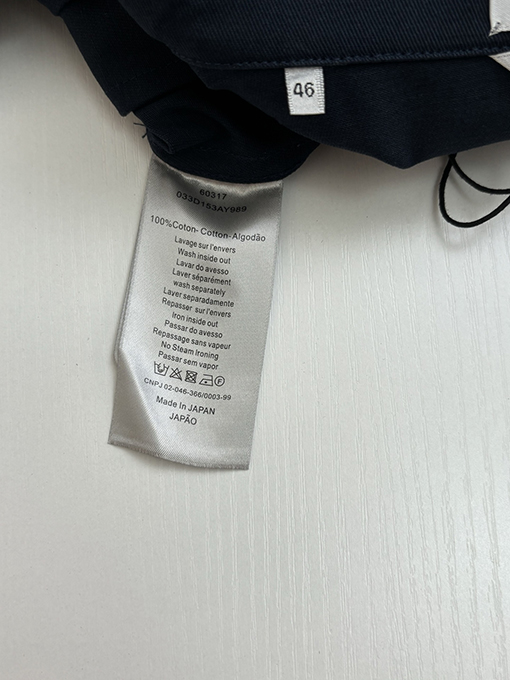 46
60317
033D153AY989
100%Coton- Cotton-Algodão
Lavage sur l'envers
Wash inside out
Lavar do avesso
Laver séparément
wash separately
Laver separadamente
Repasser sur l'envers
Iron inside out
Passar do avesso
Repassage sans vapeur
No Steam Ironing
Passar sem vapor
CNPJ 02-046-366/0003-99
Made In JAPAN
JAPÃO